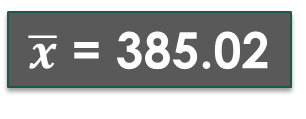 x̅ = 385.02